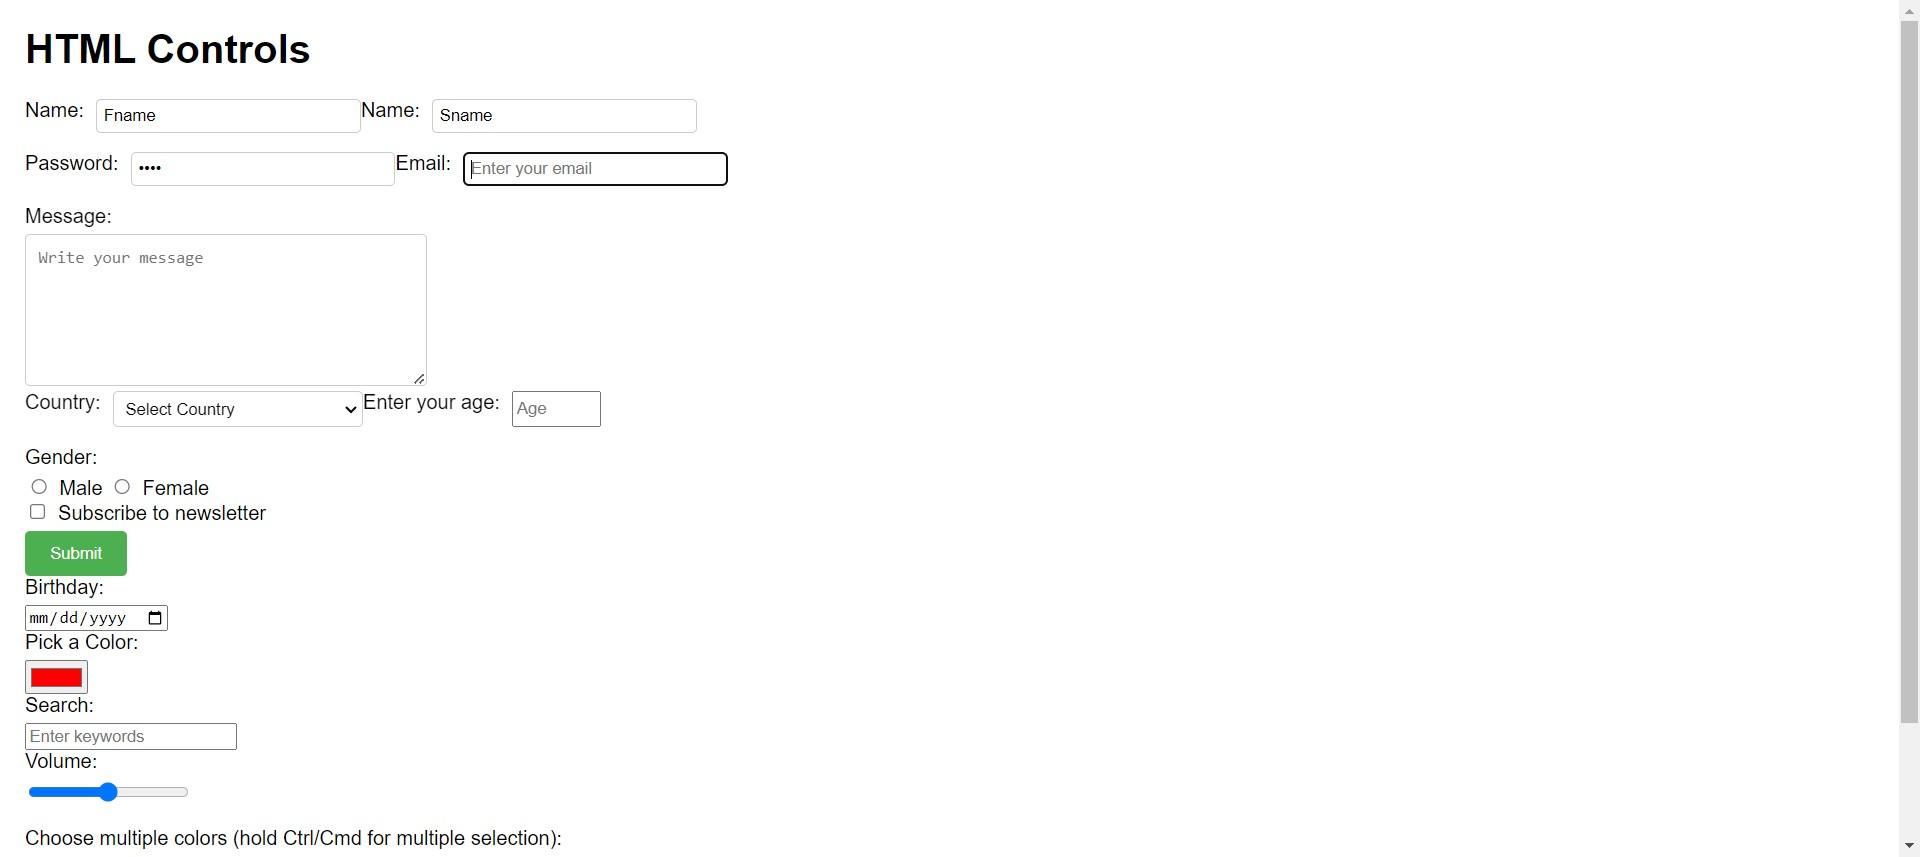 HTML Controls
Name: Fname Name: Sname
Password: •••• Email: Enter your email
Message:
Write your message
Country: Select Country Enter your age: Age
Gender:
Male Female
Subscribe to newsletter
Submit
Birthday:
mm/dd/yyyy
Pick a Color:
Search:
Enter keywords
Volume:
Choose multiple colors (hold Ctrl/Cmd for multiple selection):